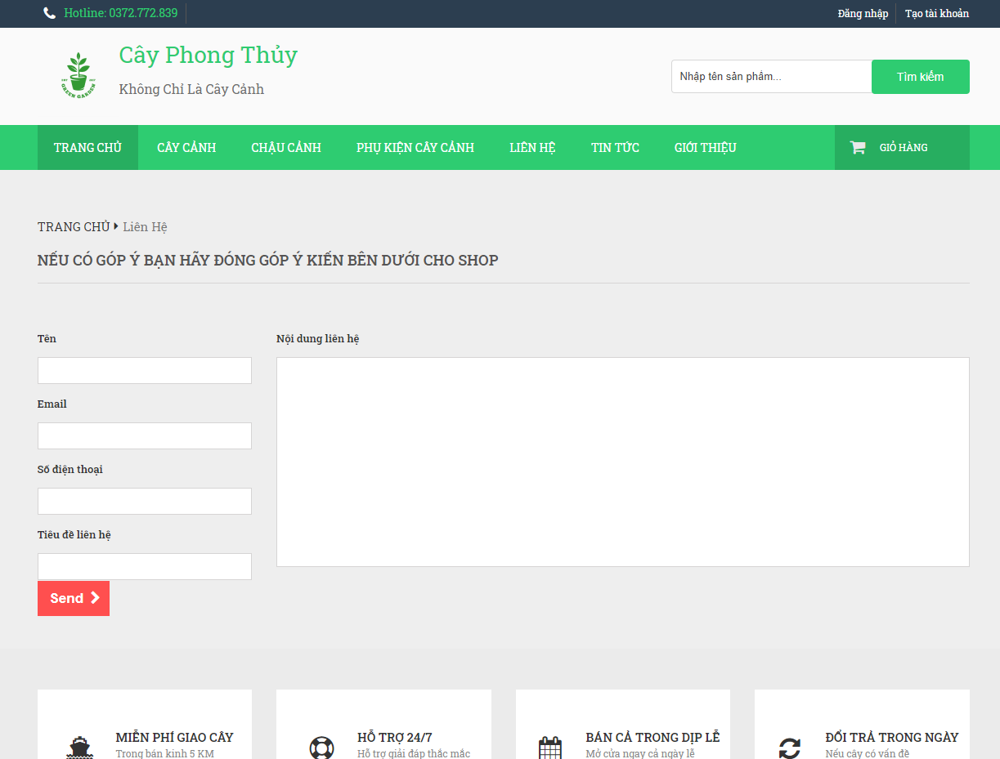 Hotline: 0372.772.839
Đăng nhập
Tạo tài khoản
GREEN GARDEN
Cây Phong Thủy
Không Chỉ Là Cây Cảnh
Nhập tên sản phẩm...
Tìm kiếm
TRANG CHỦ
CÂY CẢNH
CHẬU CẢNH
PHỤ KIỆN CÂY CẢNH
LIÊN HỆ
TIN TỨC
GIỚI THIỆU
GIỎ HÀNG
TRANG CHỦ
Liên Hệ
NẾU CÓ GÓP Ý BẠN HÃY ĐÓNG GÓP Ý KIẾN BÊN DƯỚI CHO SHOP
Tên
Nội dung liên hệ
Email
Số điện thoại
Tiêu đề liên hệ
Send
MIỄN PHÍ GIAO CÂY
Trong bán kính 5 KM
HỖ TRỢ 24/7
Hỗ trợ giải đáp thắc mắc
BÁN CẢ TRONG DỊP LỄ
Mở cửa ngay cả ngày lễ
ĐỔI TRẢ TRONG NGÀY
Nếu cây có vấn đề